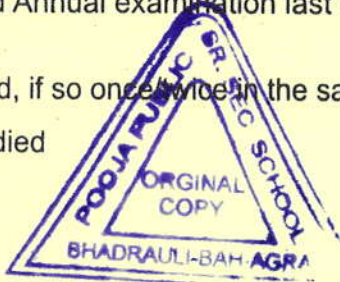 d Annual examination last
d, if so once/twice in the sa
died
POOJA PUBLIC
SR. SEC SCHOOL
ORGINAL
COPY
BHADRAULI-BAH-AGRA